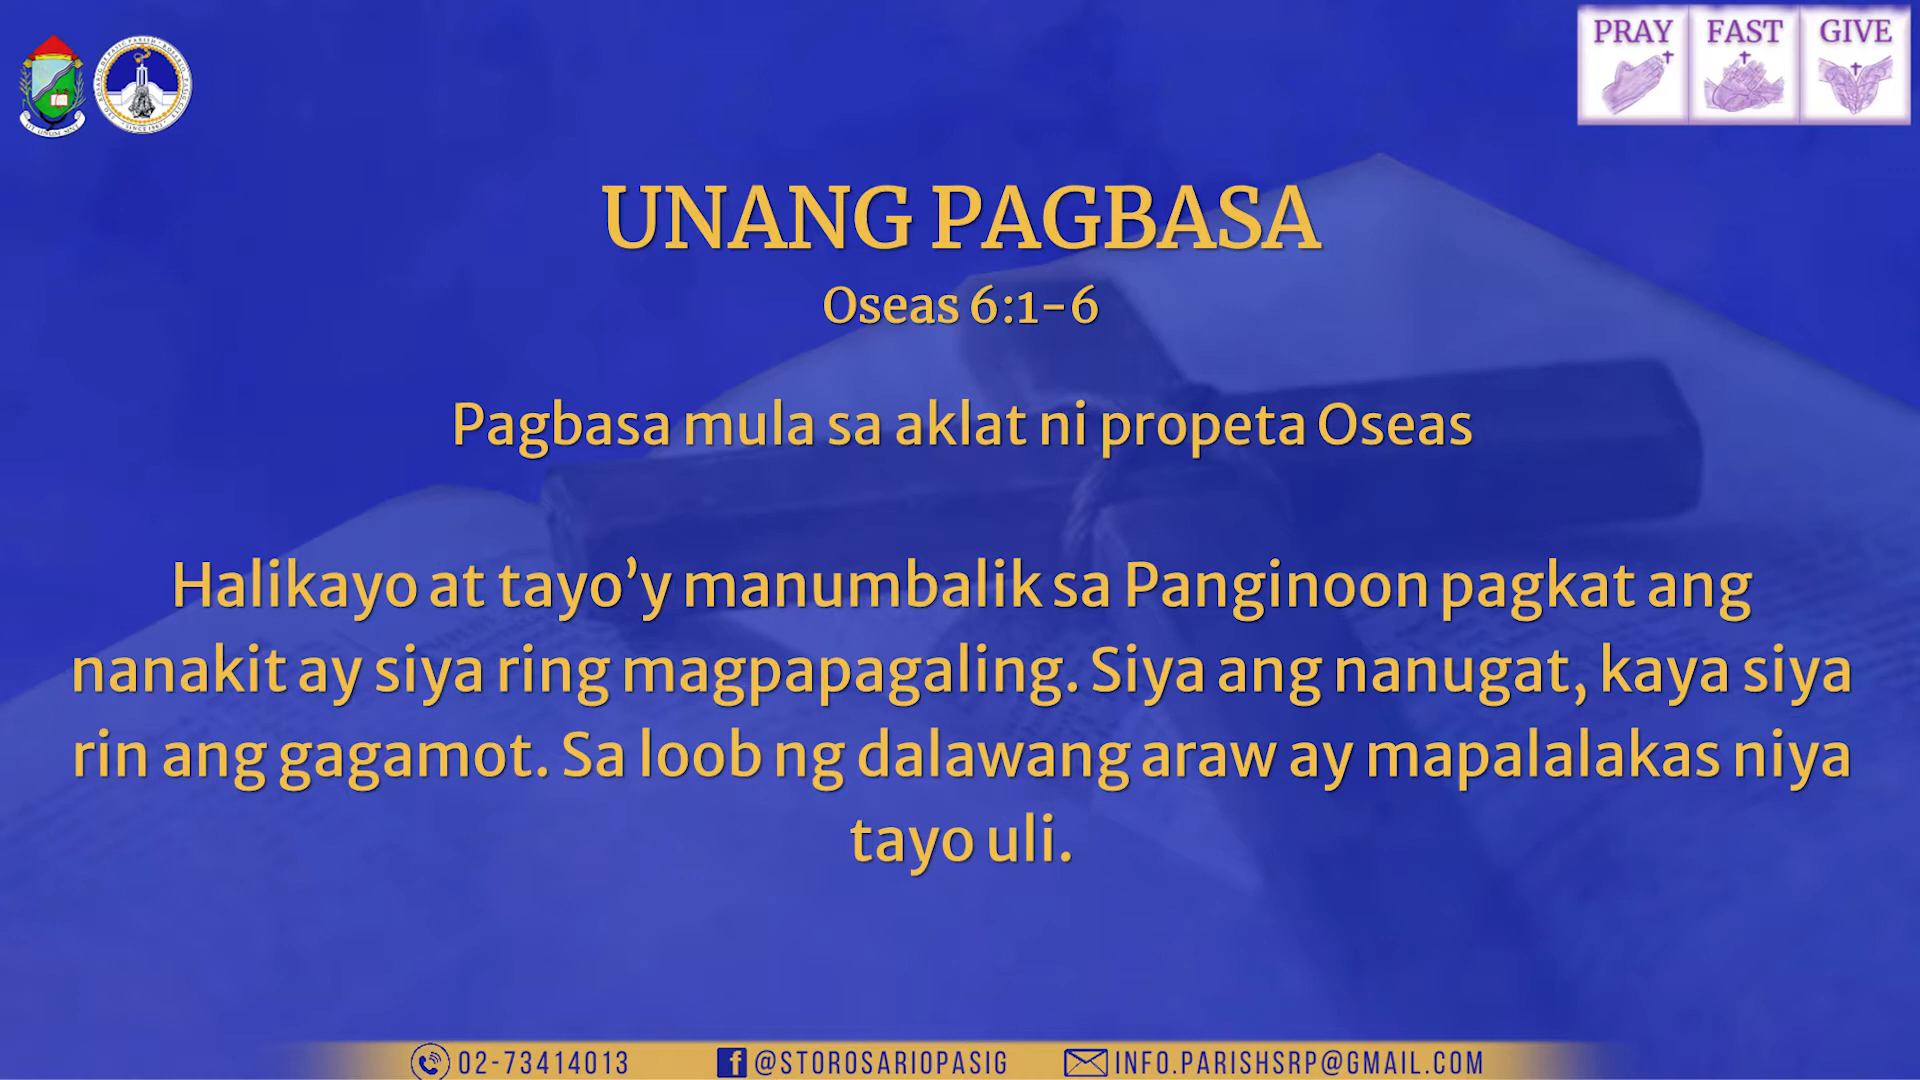 PRAY FAST GIVE
UNANG PAGBASA
Oseas 6:1-6
Pagbasa mula sa aklat ni propeta Oseas
Halikayo at tayo’y manumbalik sa Panginoon pagkat ang
nanakit ay siya ring magpapagaling. Siya ang nanugat, kaya siya
rin ang gagamot. Sa loob ng dalawang araw ay mapalalakas niya
tayo uli.
02-73414013 @STOROSARIOPASIG INFO.PARISHSRP@GMAIL.COM